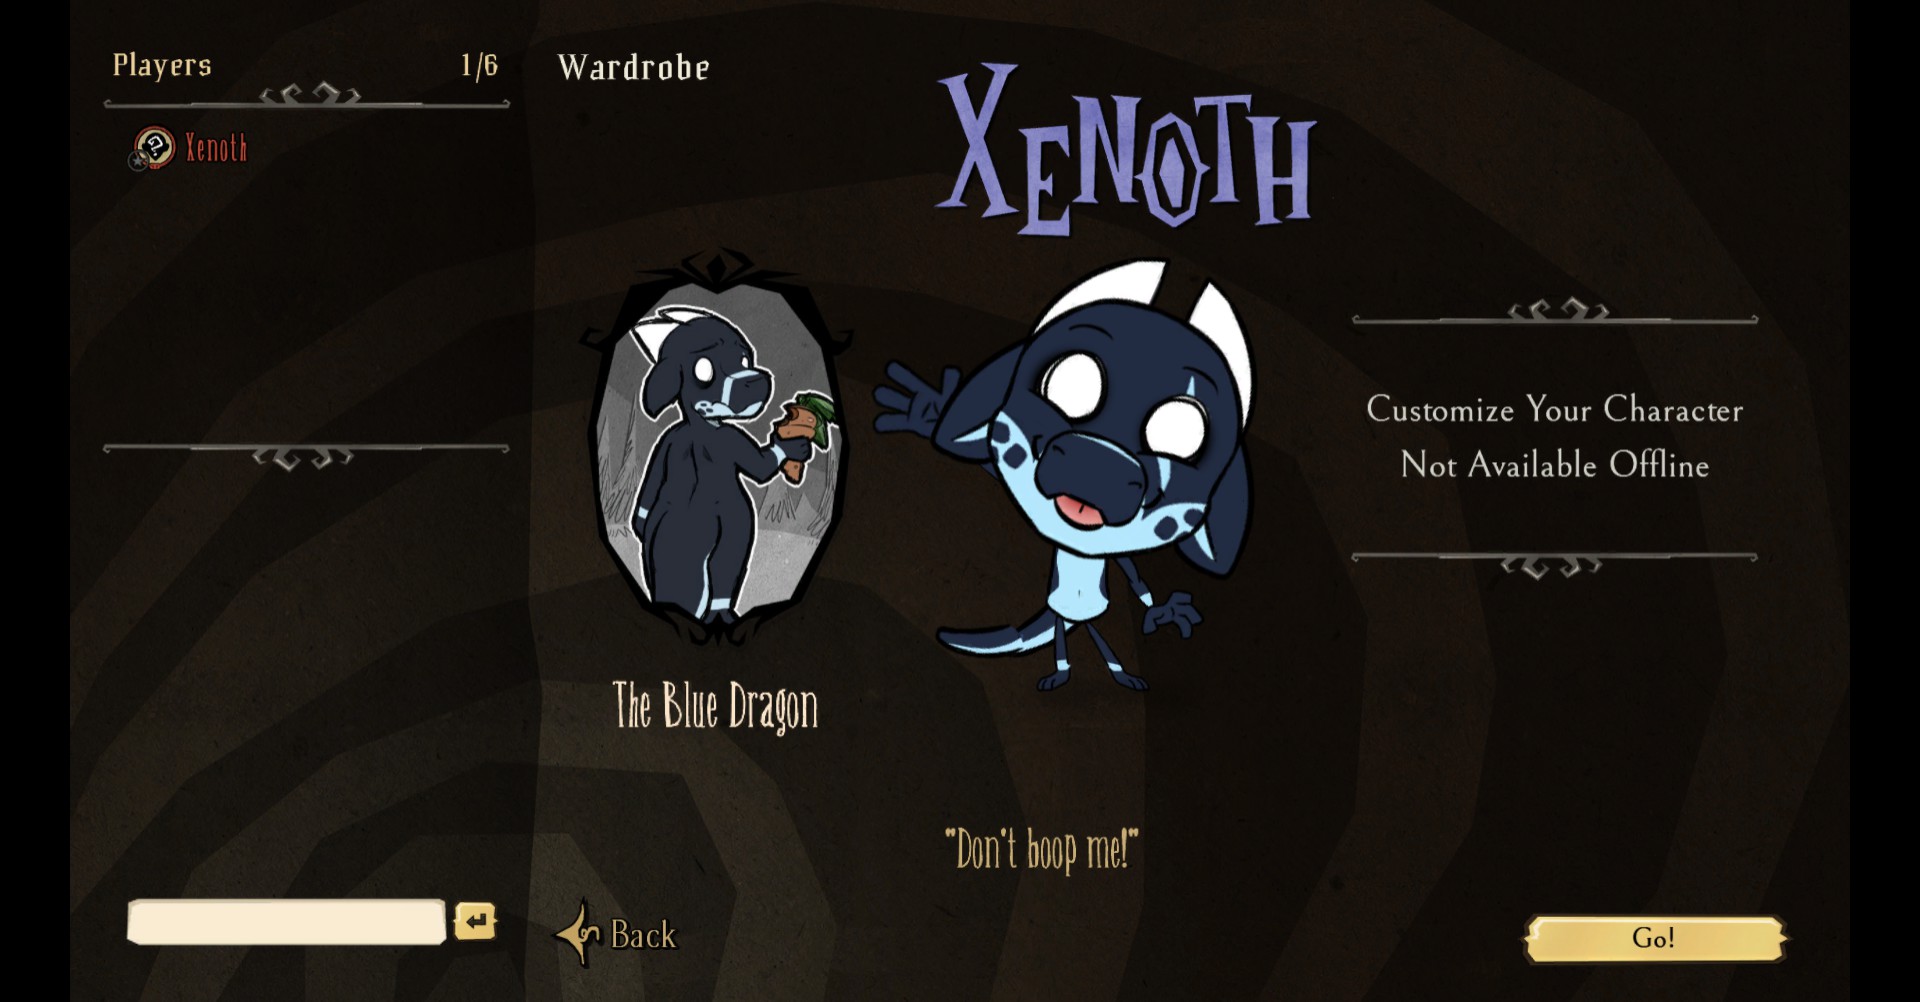 Players 1/6
Xenoth
Wardrobe
XENOTH
The Blue Dragon
Customize Your Character
Not Available Offline
"Don't boop me!"
Back
Go!